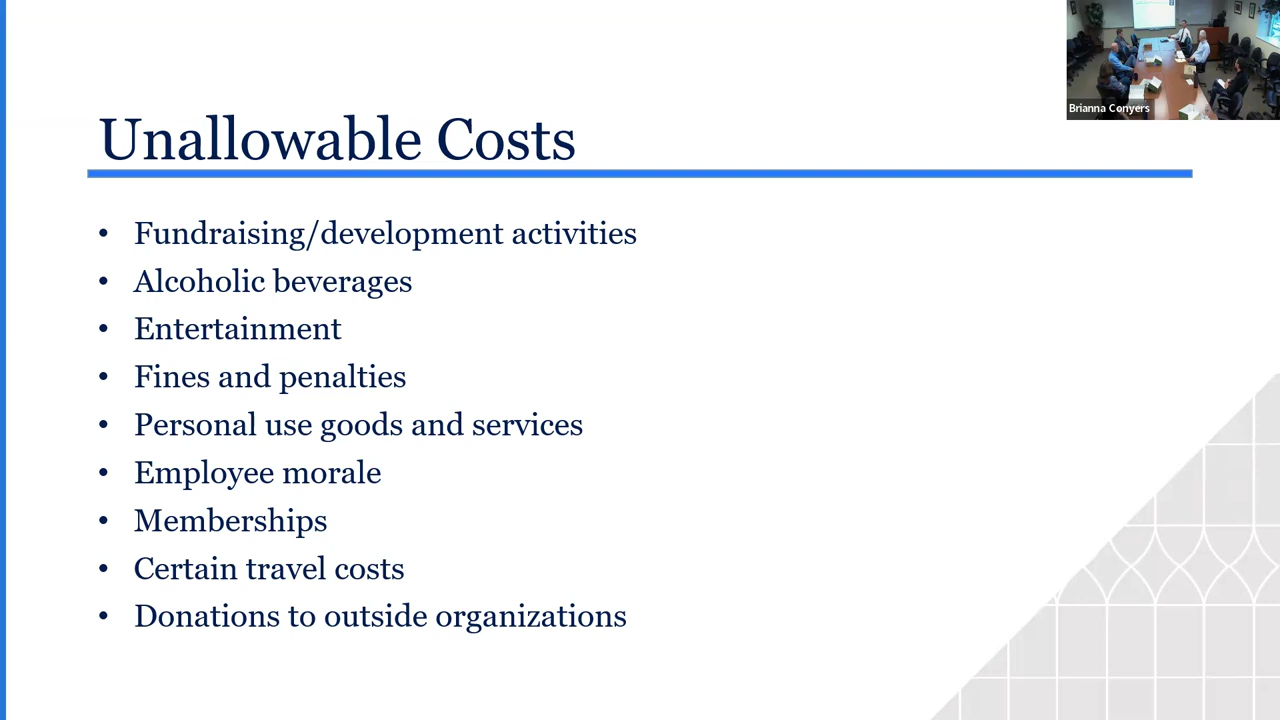 Brianna Conyers
Unallowable Costs
• Fundraising/development activities
• Alcoholic beverages
• Entertainment
• Fines and penalties
• Personal use goods and services
• Employee morale
• Memberships
• Certain travel costs
• Donations to outside organizations